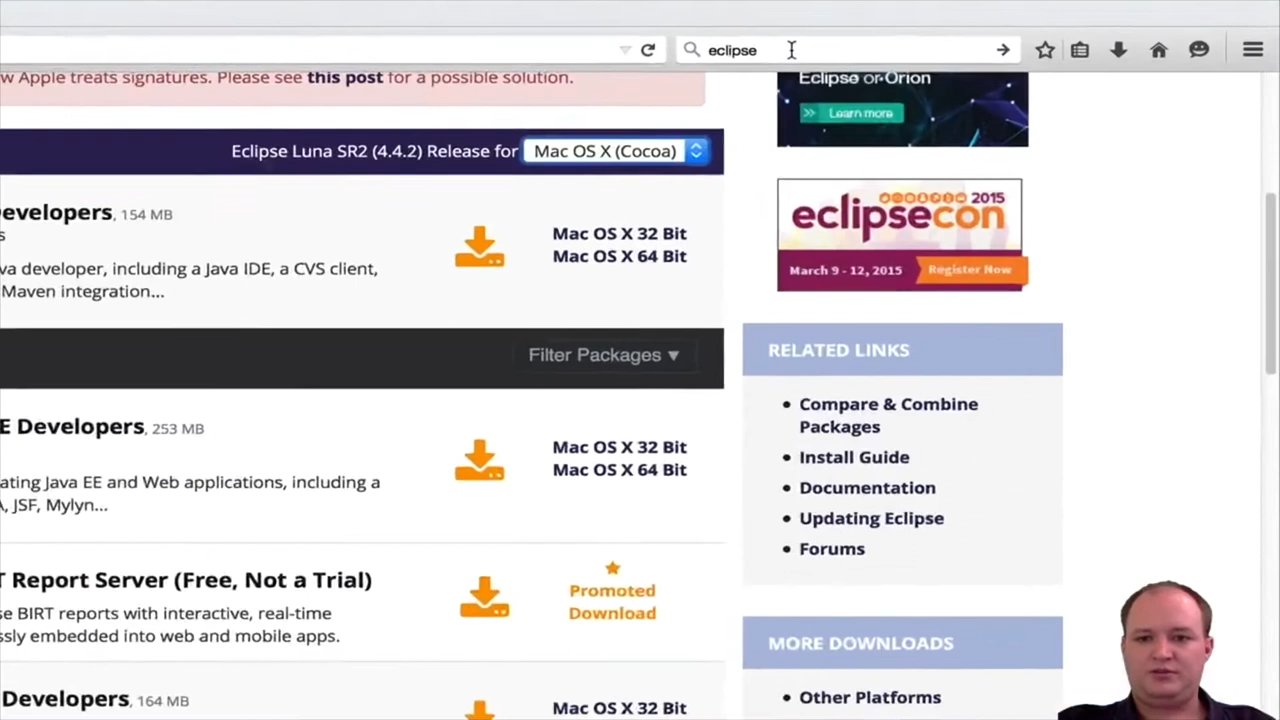 eclipse
w Apple treats signatures. Please see this post for a possible solution.
Eclipse or Orion
Learn more
Eclipse Luna SR2 (4.4.2) Release for Mac OS X (Cocoa)
evelopers, 154 MB
s
va developer, including a Java IDE, a CVS client,
Maven integration...
Mac OS X 32 Bit
Mac OS X 64 Bit
2015
eclipsecon
March 9 - 12, 2015 Register Now
Filter Packages ▼
RELATED LINKS
• Compare & Combine
Packages
• Install Guide
• Documentation
• Updating Eclipse
• Forums
E Developers, 253 MB
ating Java EE and Web applications, including a
A, JSF, Mylyn...
Mac OS X 32 Bit
Mac OS X 64 Bit
T Report Server (Free, Not a Trial)
se BIRT reports with interactive, real-time
ssly embedded into web and mobile apps.
Promoted
Download
MORE DOWNLOADS
• Other Platforms
Developers, 164 MB
Mac OS X 32 Bit